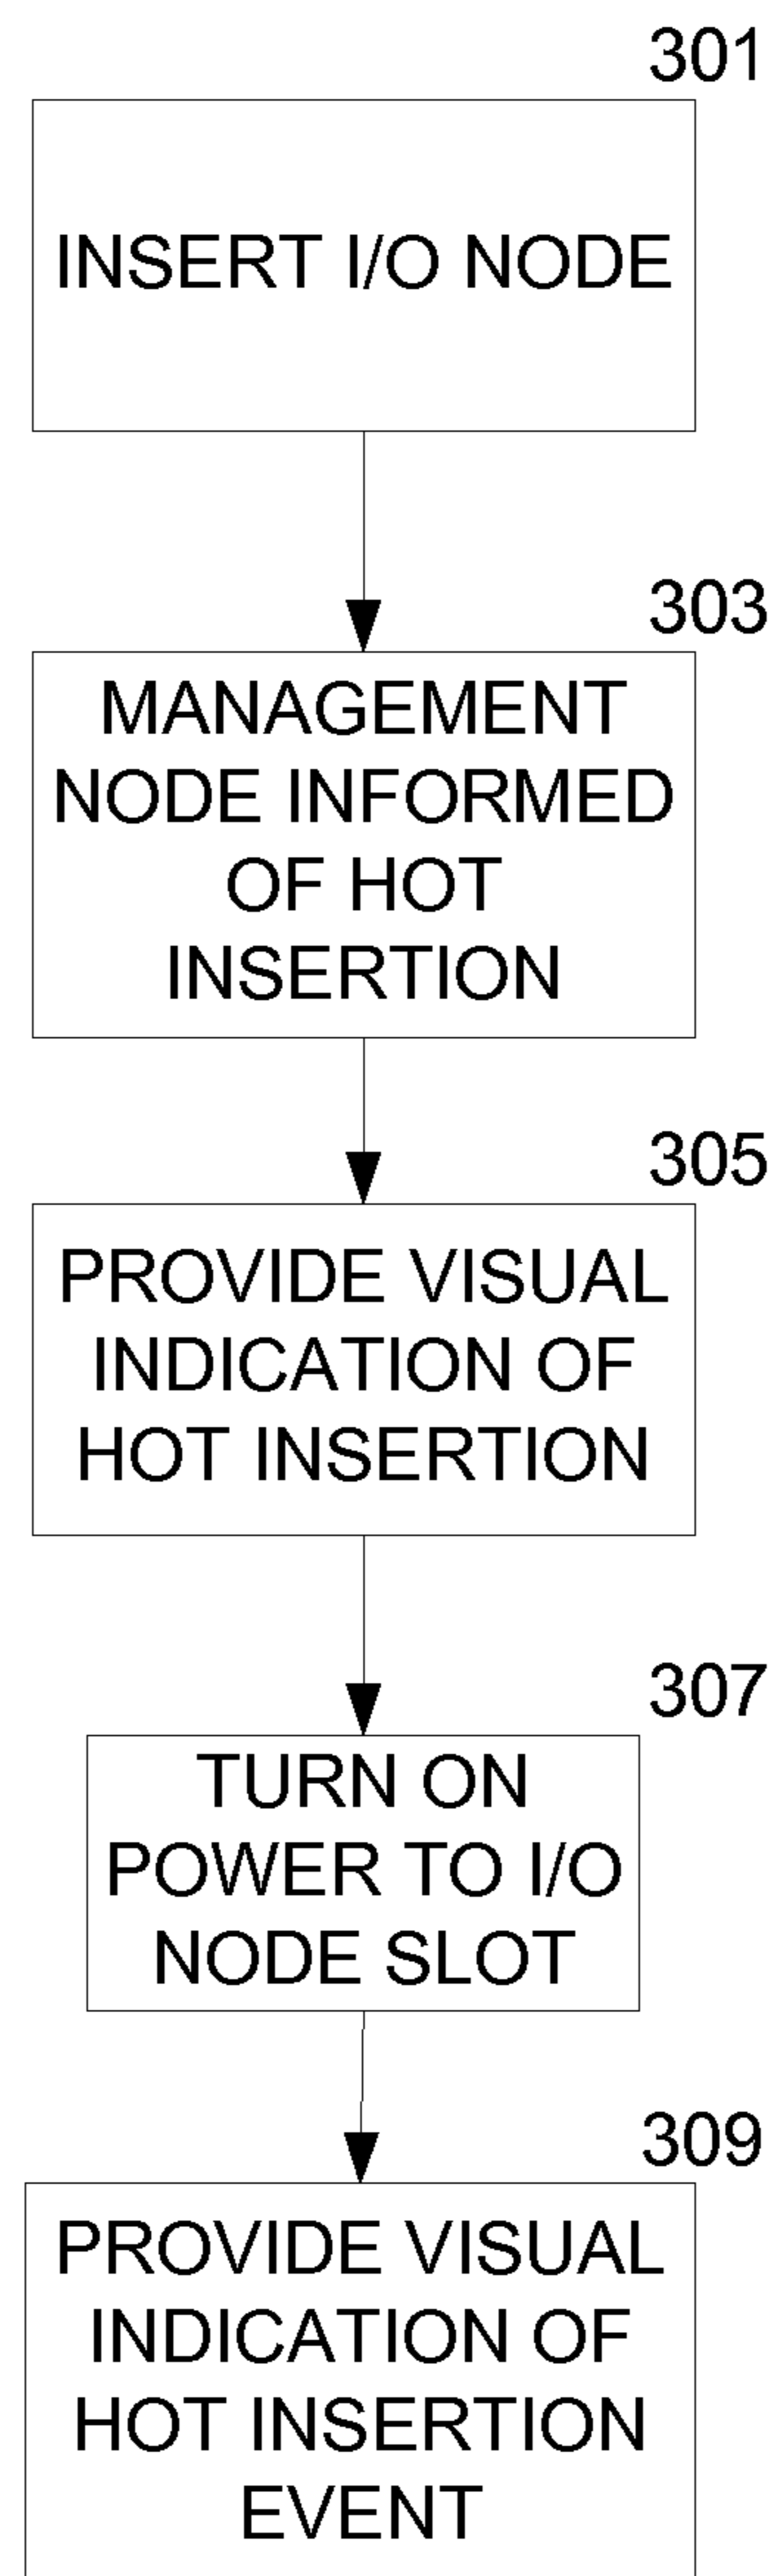 301
INSERT I/O NODE
303
MANAGEMENT
NODE INFORMED
OF HOT
INSERTION
305
PROVIDE VISUAL
INDICATION OF
HOT INSERTION
307
TURN ON
POWER TO I/O
NODE SLOT
309
PROVIDE VISUAL
INDICATION OF
HOT INSERTION
EVENT